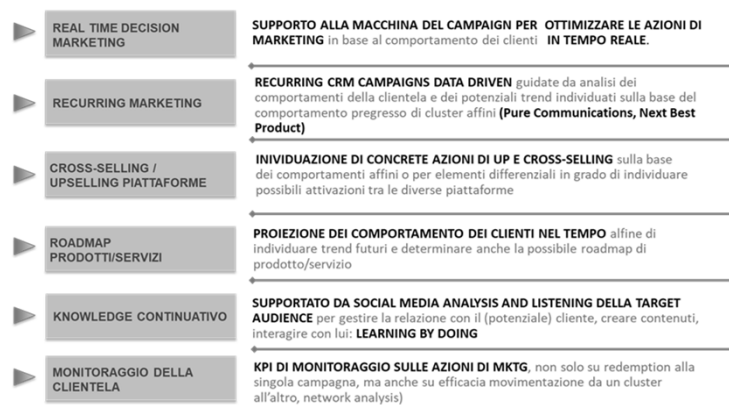 REAL TIME DECISION
MARKETING
SUPPORTO ALLA MACCHINA DEL CAMPAIGN PER OTTIMIZZARE LE AZIONI DI
MARKETING in base al comportamento dei clienti IN TEMPO REALE.
RECURRING MARKETING
RECURRING CRM CAMPAIGNS DATA DRIVEN guidate da analisi dei
comportamenti della clientela e dei potenziali trend individuati sulla base del
comportamento pregresso di cluster affini (Pure Communications, Next Best
Product)
CROSS-SELLING /
UPSELLING PIATTAFORME
INIVIDUAZIONE DI CONCRETE AZIONI DI UP E CROSS-SELLING sulla base
dei comportamenti affini o per elementi differenziali in grado di individuare
possibili attivazioni tra le diverse piattaforme
ROADMAP
PRODOTTI/SERVIZI
PROIEZIONE DEI COMPORTAMENTO DEI CLIENTI NEL TEMPO alfine di
individuare trend futuri e determinare anche la possibile roadmap di
prodotto/servizio
KNOWLEDGE CONTINUATIVO
SUPPORTATO DA SOCIAL MEDIA ANALYSIS AND LISTENING DELLA TARGET
AUDIENCE per gestire la relazione con il (potenziale) cliente, creare contenuti,
interagire con lui: LEARNING BY DOING
MONITORAGGIO DELLA
CLIENTELA
KPI DI MONITORAGGIO SULLE AZIONI DI MKTG, non solo su redemption alla
singola campagna, ma anche su efficacia movimentazione da un cluster
all'altro, network analysis)